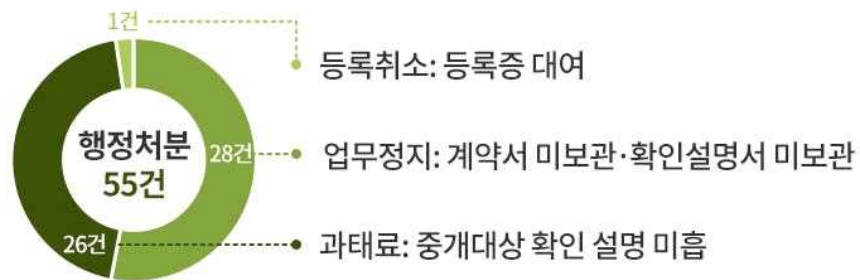 1건
등록취소: 등록증 대여
행정처분
55건
28건
업무정지: 계약서 미보관·확인설명서 미보관
26건
과태료: 중개대상 확인 설명 미흡